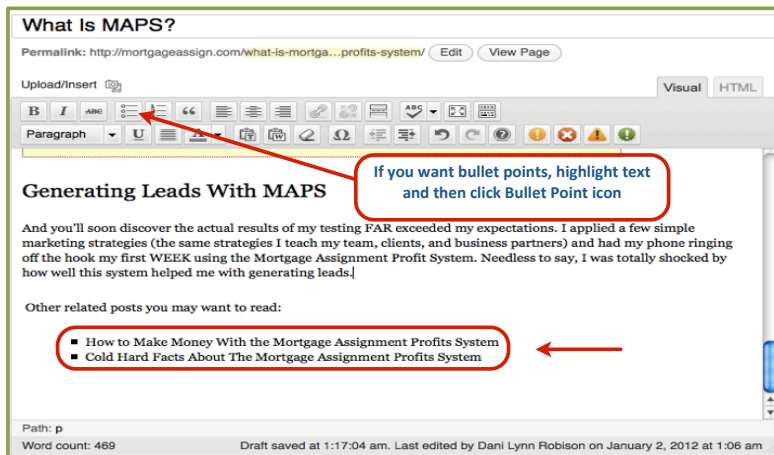 What Is MAPS?
Permalink: http://mortgageassign.com/what-is-mortga...profits-system/ Edit View Page
Upload/Insert
Visual HTML
B I ABC ABC
Paragraph U A
If you want bullet points, highlight text
and then click Bullet Point icon
Generating Leads With MAPS
And you'll soon discover the actual results of my testing FAR exceeded my expectations. I applied a few simple
marketing strategies (the same strategies I teach my team, clients, and business partners) and had my phone ringing
off the hook my first WEEK using the Mortgage Assignment Profit System. Needless to say, I was totally shocked by
how well this system helped me with generating leads.
Other related posts you may want to read:
How to Make Money With the Mortgage Assignment Profits System
Cold Hard Facts About The Mortgage Assignment Profits System
Path: p
Word count: 469 Draft saved at 1:17:04 am. Last edited by Dani Lynn Robison on January 2, 2012 at 1:06 am